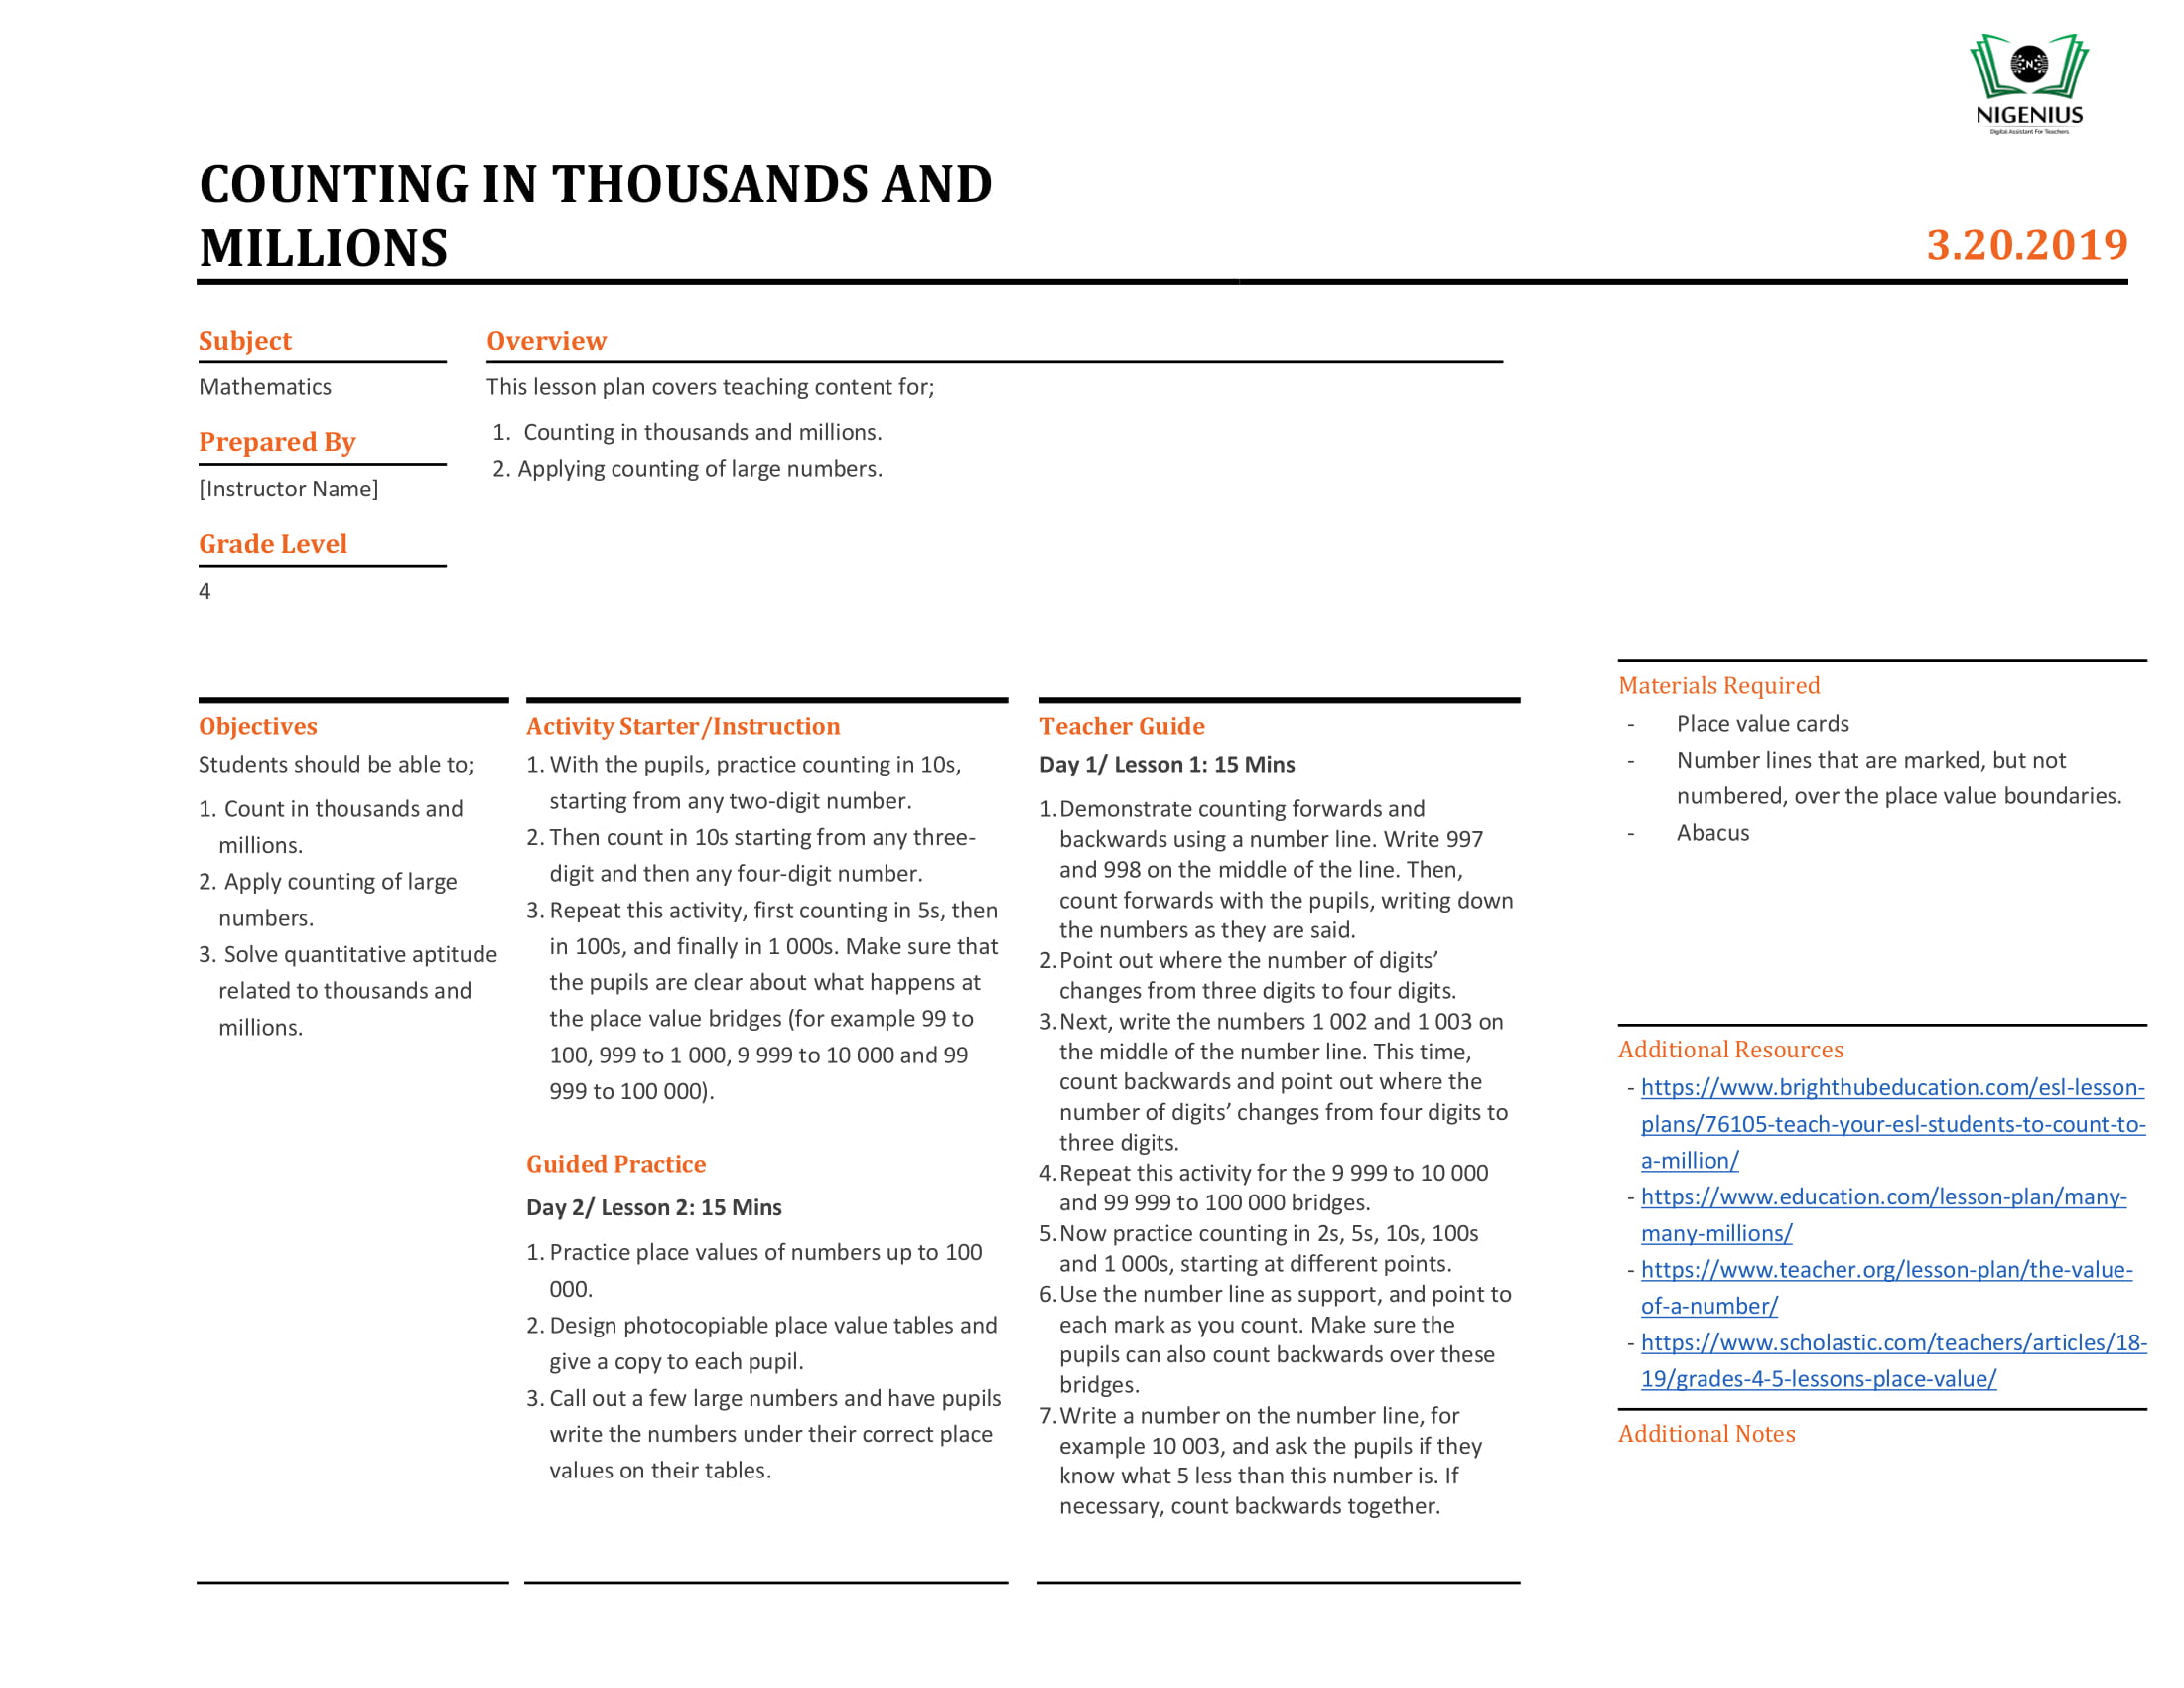 NIGENIUS
Digital Assistant For Teachers
COUNTING IN THOUSANDS AND
MILLIONS
3.20.2019
Subject
Mathematics
Prepared By
[Instructor Name]
Grade Level
4
Overview
This lesson plan covers teaching content for;
1. Counting in thousands and millions.
2. Applying counting of large numbers.
Objectives
Students should be able to;
1. Count in thousands and
millions.
2. Apply counting of large
numbers.
3. Solve quantitative aptitude
related to thousands and
millions.
Activity Starter/Instruction
1. With the pupils, practice counting in 10s,
starting from any two-digit number.
2. Then count in 10s starting from any three-
digit and then any four-digit number.
3. Repeat this activity, first counting in 5s, then
in 100s, and finally in 1 000s. Make sure that
the pupils are clear about what happens at
the place value bridges (for example 99 to
100, 999 to 1 000, 9 999 to 10 000 and 99
999 to 100 000).
Guided Practice
Day 2/ Lesson 2: 15 Mins
1. Practice place values of numbers up to 100
000.
2. Design photocopiable place value tables and
give a copy to each pupil.
3. Call out a few large numbers and have pupils
write the numbers under their correct place
values on their tables.
Teacher Guide
Day 1/ Lesson 1: 15 Mins
1. Demonstrate counting forwards and
backwards using a number line. Write 997
and 998 on the middle of the line. Then,
count forwards with the pupils, writing down
the numbers as they are said.
2. Point out where the number of digits’
changes from three digits to four digits.
3. Next, write the numbers 1 002 and 1 003 on
the middle of the number line. This time,
count backwards and point out where the
number of digits’ changes from four digits to
three digits.
4. Repeat this activity for the 9 999 to 10 000
and 99 999 to 100 000 bridges.
5. Now practice counting in 2s, 5s, 10s, 100s
and 1 000s, starting at different points.
6. Use the number line as support, and point to
each mark as you count. Make sure the
pupils can also count backwards over these
bridges.
7. Write a number on the number line, for
example 10 003, and ask the pupils if they
know what 5 less than this number is. If
necessary, count backwards together.
Materials Required
- Place value cards
- Number lines that are marked, but not
numbered, over the place value boundaries.
- Abacus
Additional Resources
- https://www.brighthubeducation.com/esl-lesson-
plans/76105-teach-your-esl-students-to-count-to-
a-million/
- https://www.education.com/lesson-plan/many-
many-millions/
- https://www.teacher.org/lesson-plan/the-value-
of-a-number/
- https://www.scholastic.com/teachers/articles/18-
19/grades-4-5-lessons-place-value/
Additional Notes